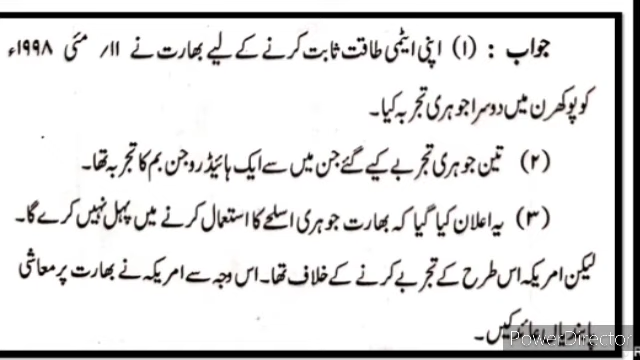 جواب : (۱) اپنی ایٹمی طاقت ثابت کرنے کے لیے بھارت نے ۱۱/ مئی ۱۹۹۸ء
کو پوکھرن میں دوسرا جوہری تجربہ کیا۔
(۲) تین جوہری تجربے کیے گئے جن میں سے ایک ہائیڈروجن بم کا تجربہ تھا۔
(۳) یہ اعلان کیا گیا کہ بھارت جوہری اسلحے کا استعمال کرنے میں پہل نہیں کرے گا۔
لیکن امریکہ اس طرح کے تجربے کرنے کے خلاف تھا۔ اس وجہ سے امریکہ نے بھارت پر معاشی
پابندیاں عائد کیں۔
PowerDirector